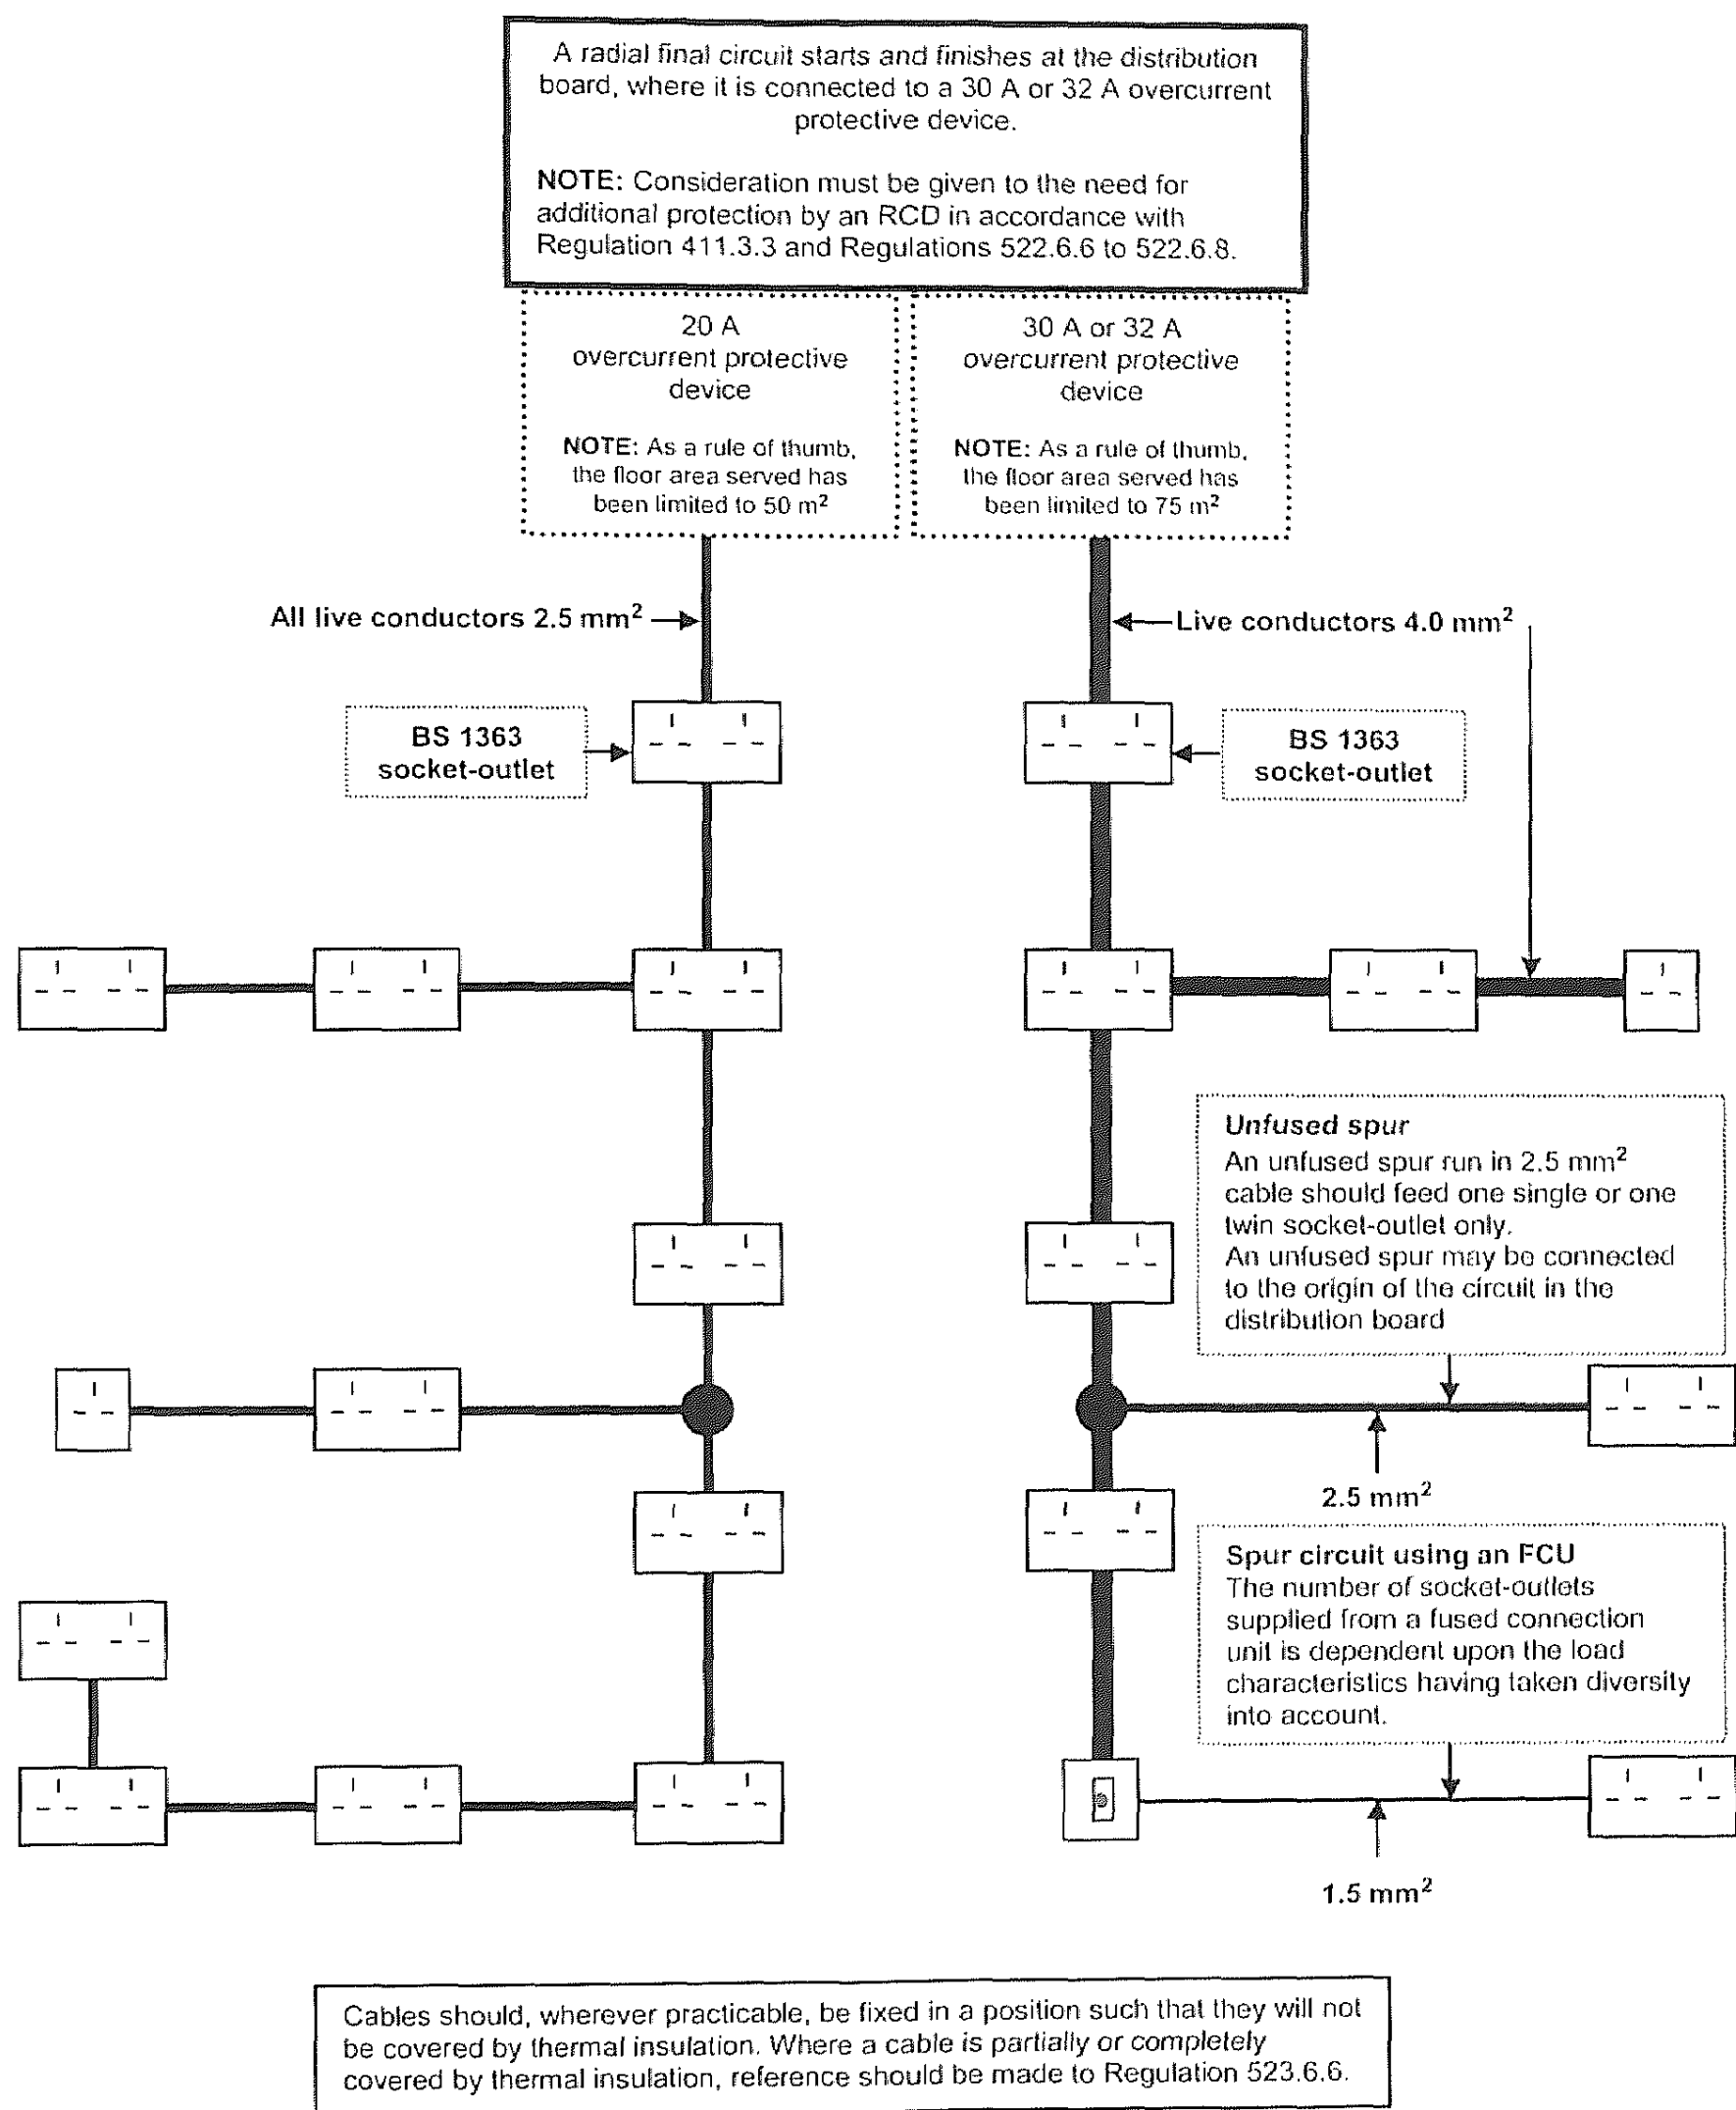 A radial final circuit starts and finishes at the distribution
board, where it is connected to a 30 A or 32 A overcurrent
protective device.
NOTE: Consideration must be given to the need for
additional protection by an RCD in accordance with
Regulation 411.3.3 and Regulations 522.6.6 to 522.6.8.
20 A
overcurrent protective
device
NOTE: As a rule of thumb,
the floor area served has
been limited to 50 m²
30 A or 32 A
overcurrent protective
device
NOTE: As a rule of thumb,
the floor area served has
been limited to 75 m²
All live conductors 2.5 mm²
Live conductors 4.0 mm²
BS 1363
socket-outlet
BS 1363
socket-outlet
Unfused spur
An unfused spur run in 2.5 mm²
cable should feed one single or one
twin socket-outlet only.
An unfused spur may be connected
to the origin of the circuit in the
distribution board
2.5 mm²
Spur circuit using an FCU
The number of socket-outlets
supplied from a fused connection
unit is dependent upon the load
characteristics having taken diversity
into account.
1.5 mm²
Cables should, wherever practicable, be fixed in a position such that they will not
be covered by thermal insulation. Where a cable is partially or completely
covered by thermal insulation, reference should be made to Regulation 523.6.6.